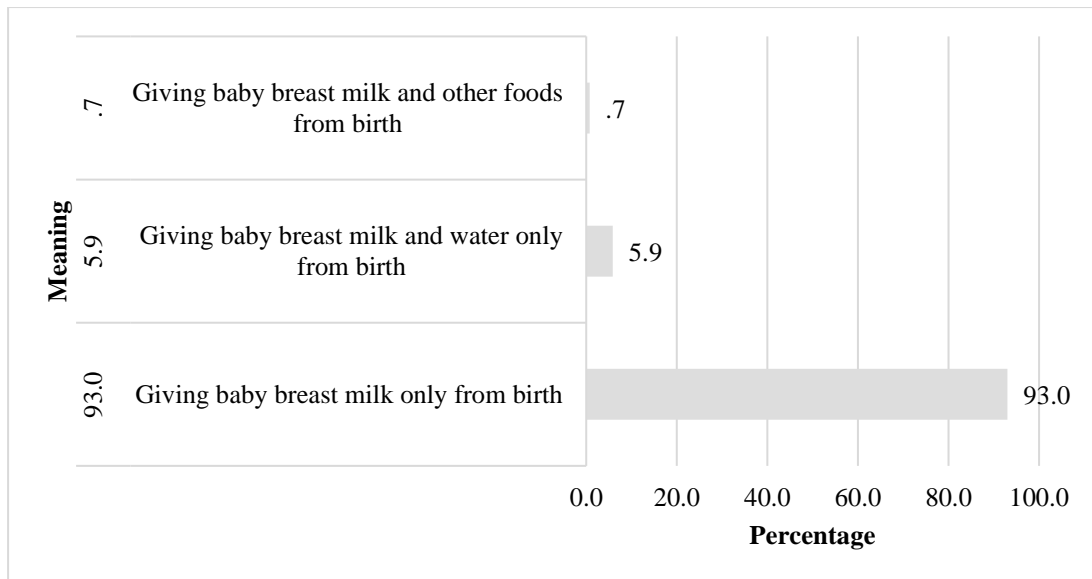 .7
Giving baby breast milk and other foods
from birth
.7
Meaning
5.9
Giving baby breast milk and water only
from birth
5.9
93.0
Giving baby breast milk only from birth
93.0
0.0 20.0 40.0 60.0 80.0 100.0
Percentage